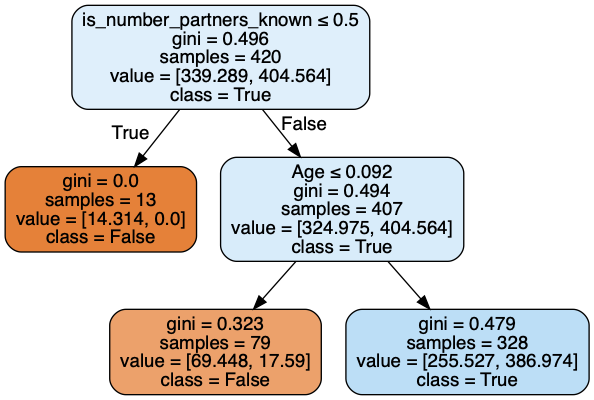 is_number_partners_known ≤ 0.5
gini = 0.496
samples = 420
value = [339.289, 404.564]
class = True
True
False
gini = 0.0
samples = 13
value = [14.314, 0.0]
class = False
Age ≤ 0.092
gini = 0.494
samples = 407
value = [324.975, 404.564]
class = True
gini = 0.323
samples = 79
value = [69.448, 17.59]
class = False
gini = 0.479
samples = 328
value = [255.527, 386.974]
class = True